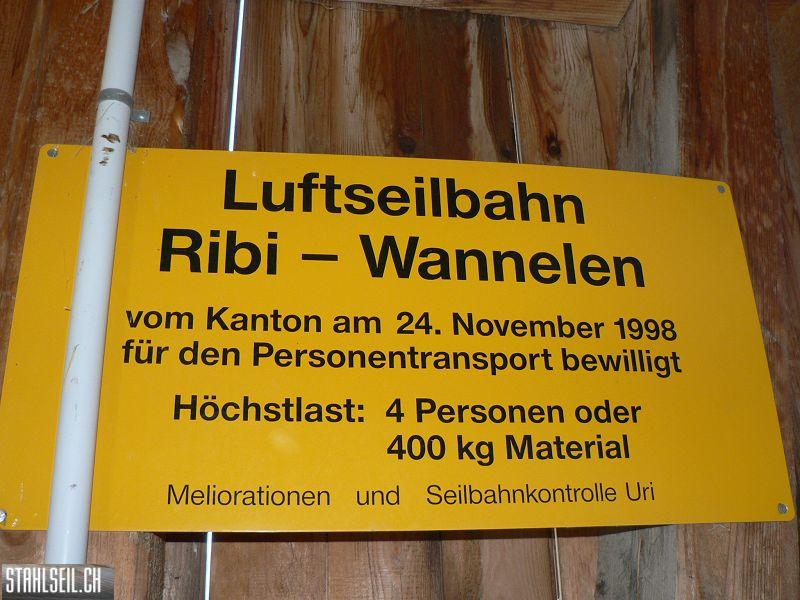 Luftseilbahn
Ribi – Wannelen
vom Kanton am 24. November 1998
für den Personentransport bewilligt
Höchstlast: 4 Personen oder
400 kg Material
Meliorationen und Seilbahnkontrolle Uri
STAHLSEIL.CH